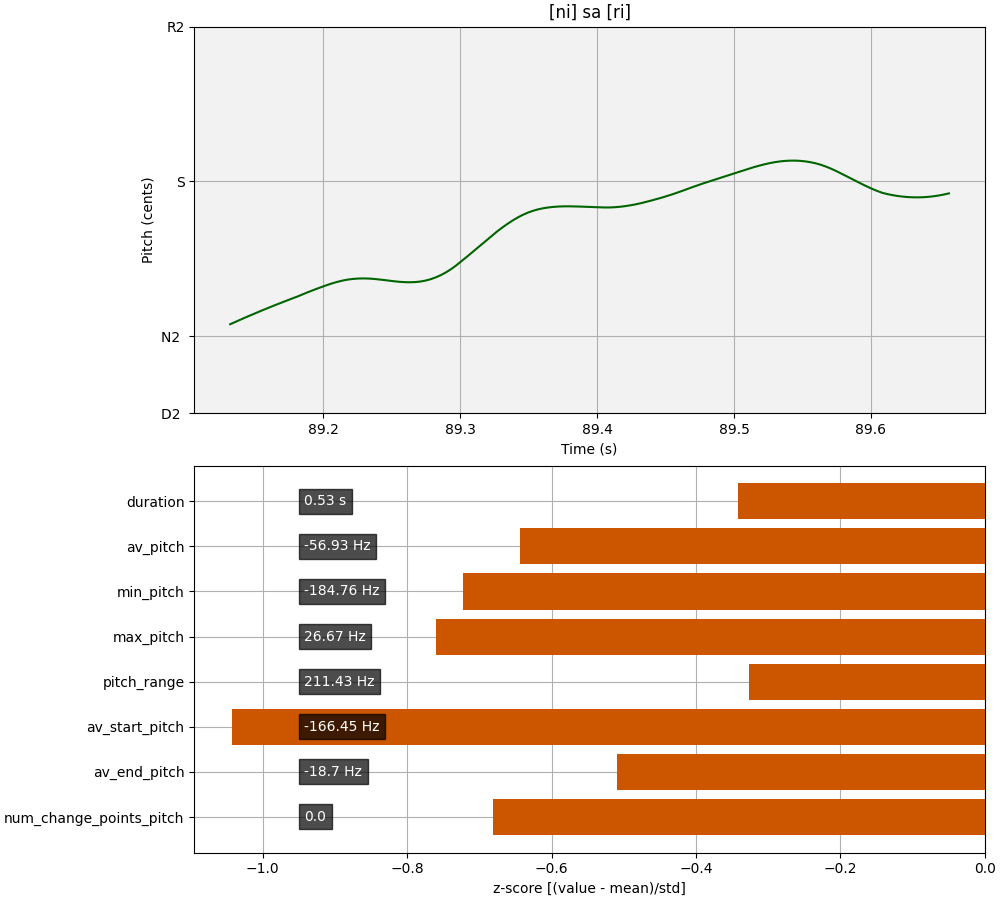 [ni] sa [ri]
R2
S
N2
D2
Pitch (cents)
89.2 89.3 89.4 89.5 89.6
Time (s)
duration 0.53 s
av_pitch -56.93 Hz
min_pitch -184.76 Hz
max_pitch 26.67 Hz
pitch_range 211.43 Hz
av_start_pitch -166.45 Hz
av_end_pitch -18.7 Hz
num_change_points_pitch 0.0
−1.0 −0.8 −0.6 −0.4 −0.2 0.0
z-score [(value - mean)/std]